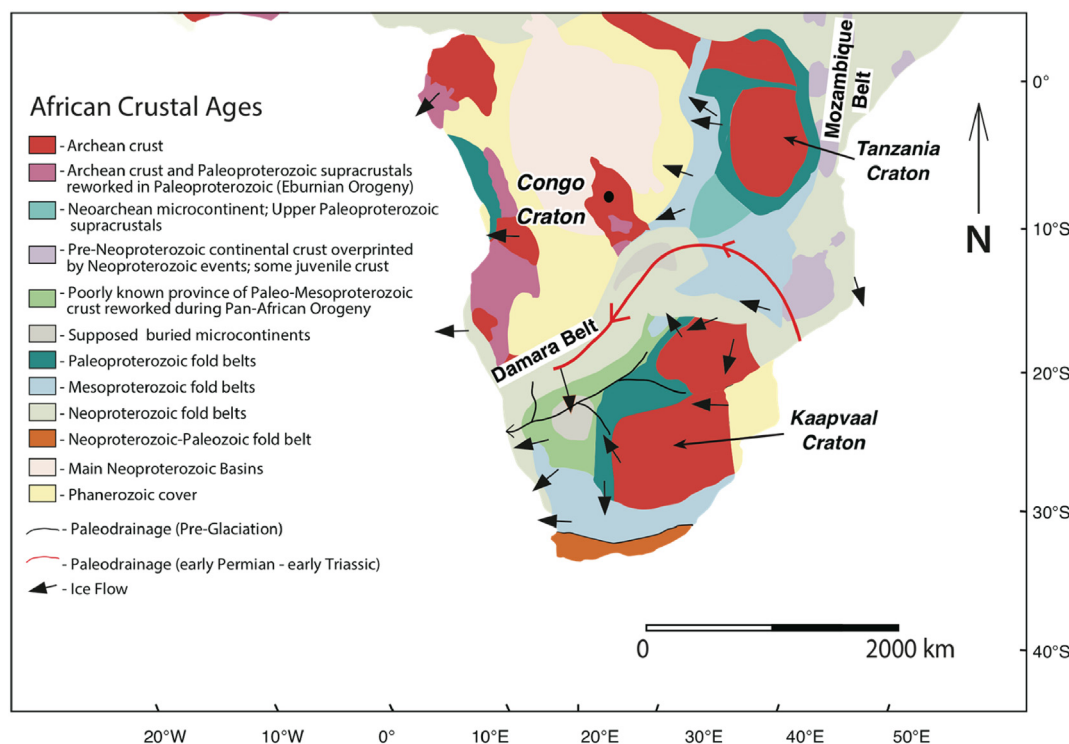 African Crustal Ages
- Archean crust
- Archean crust and Paleoproterozoic supracrustals
reworked in Paleoproterozoic (Eburnian Orogeny)
- Neoarchean microcontinent; Upper Paleoproterozoic
supracrustals
- Pre-Neoproterozoic continental crust overprinted
by Neoproterozoic events; some juvenile crust
- Poorly known province of Paleo-Mesoproterozoic
crust reworked during Pan-African Orogeny
- Supposed buried microcontinents
- Paleoproterozoic fold belts
- Mesoproterozoic fold belts
- Neoproterozoic fold belts
- Neoproterozoic-Paleozoic fold belt
- Main Neoproterozoic Basins
- Phanerozoic cover
- Paleodrainage (Pre-Glaciation)
- Paleodrainage (early Permian - early Triassic)
- Ice Flow
Congo
Craton
Mozambique
Belt
Tanzania
Craton
Damara Belt
Kaapvaal
Craton
N
0°
10°S
20°S
30°S
40°S
0
2000 km
20°W
10°W
0°
10°E
20°E
30°E
40°E
50°E